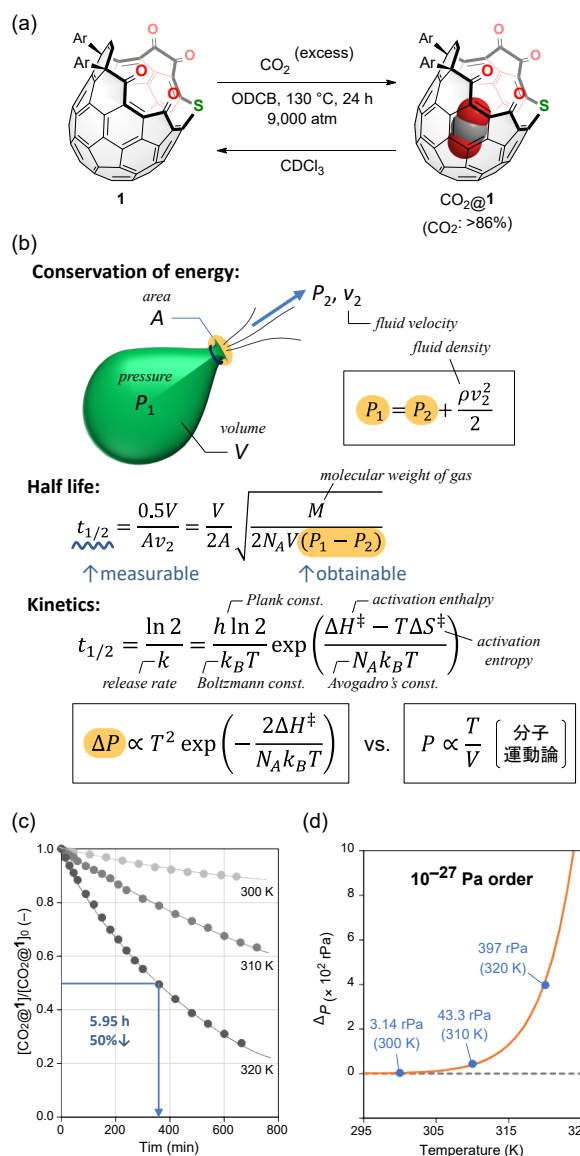 (a)
Ar
Ar
O
O
O
O
S
1
CO2 (excess)
ODCB, 130 °C, 24 h
9,000 atm
CDCl3
Ar
Ar
O
O
O
O
S
CO2@1
(CO2: >86%)
(b)
Conservation of energy:
area
A
P2, v2
fluid velocity
fluid density
pressure
P1
volume
V
P1 = P2 + ρv2²/2
Half life:
molecular weight of gas
t1/2 = 0.5V/Av2 = V/2A √(M/2NAV(P1 − P2))
↑measurable
↑obtainable
Kinetics:
Plank const.
activation enthalpy
t1/2 = ln 2/k = h ln 2/kBT exp((ΔH‡ − TΔS‡)/NAkBT)
activation
entropy
release rate
Boltzmann const.
Avogadro's const.
ΔP ∝ T² exp(−2ΔH‡/NAkBT)
vs.
P ∝ T/V [分子
運動論]
(c)
[CO2@1]/[CO2@1]0 (–)
1.0
0.8
0.6
0.4
0.2
0.0
300 K
310 K
320 K
5.95 h
50%↓
0
200
400
600
800
Tim (min)
(d)
10−27 Pa order
ΔP (× 10² rPa)
10
8
6
4
2
0
397 rPa
(320 K)
43.3 rPa
(310 K)
3.14 rPa
(300 K)
295
305
315
32
Temperature (K)